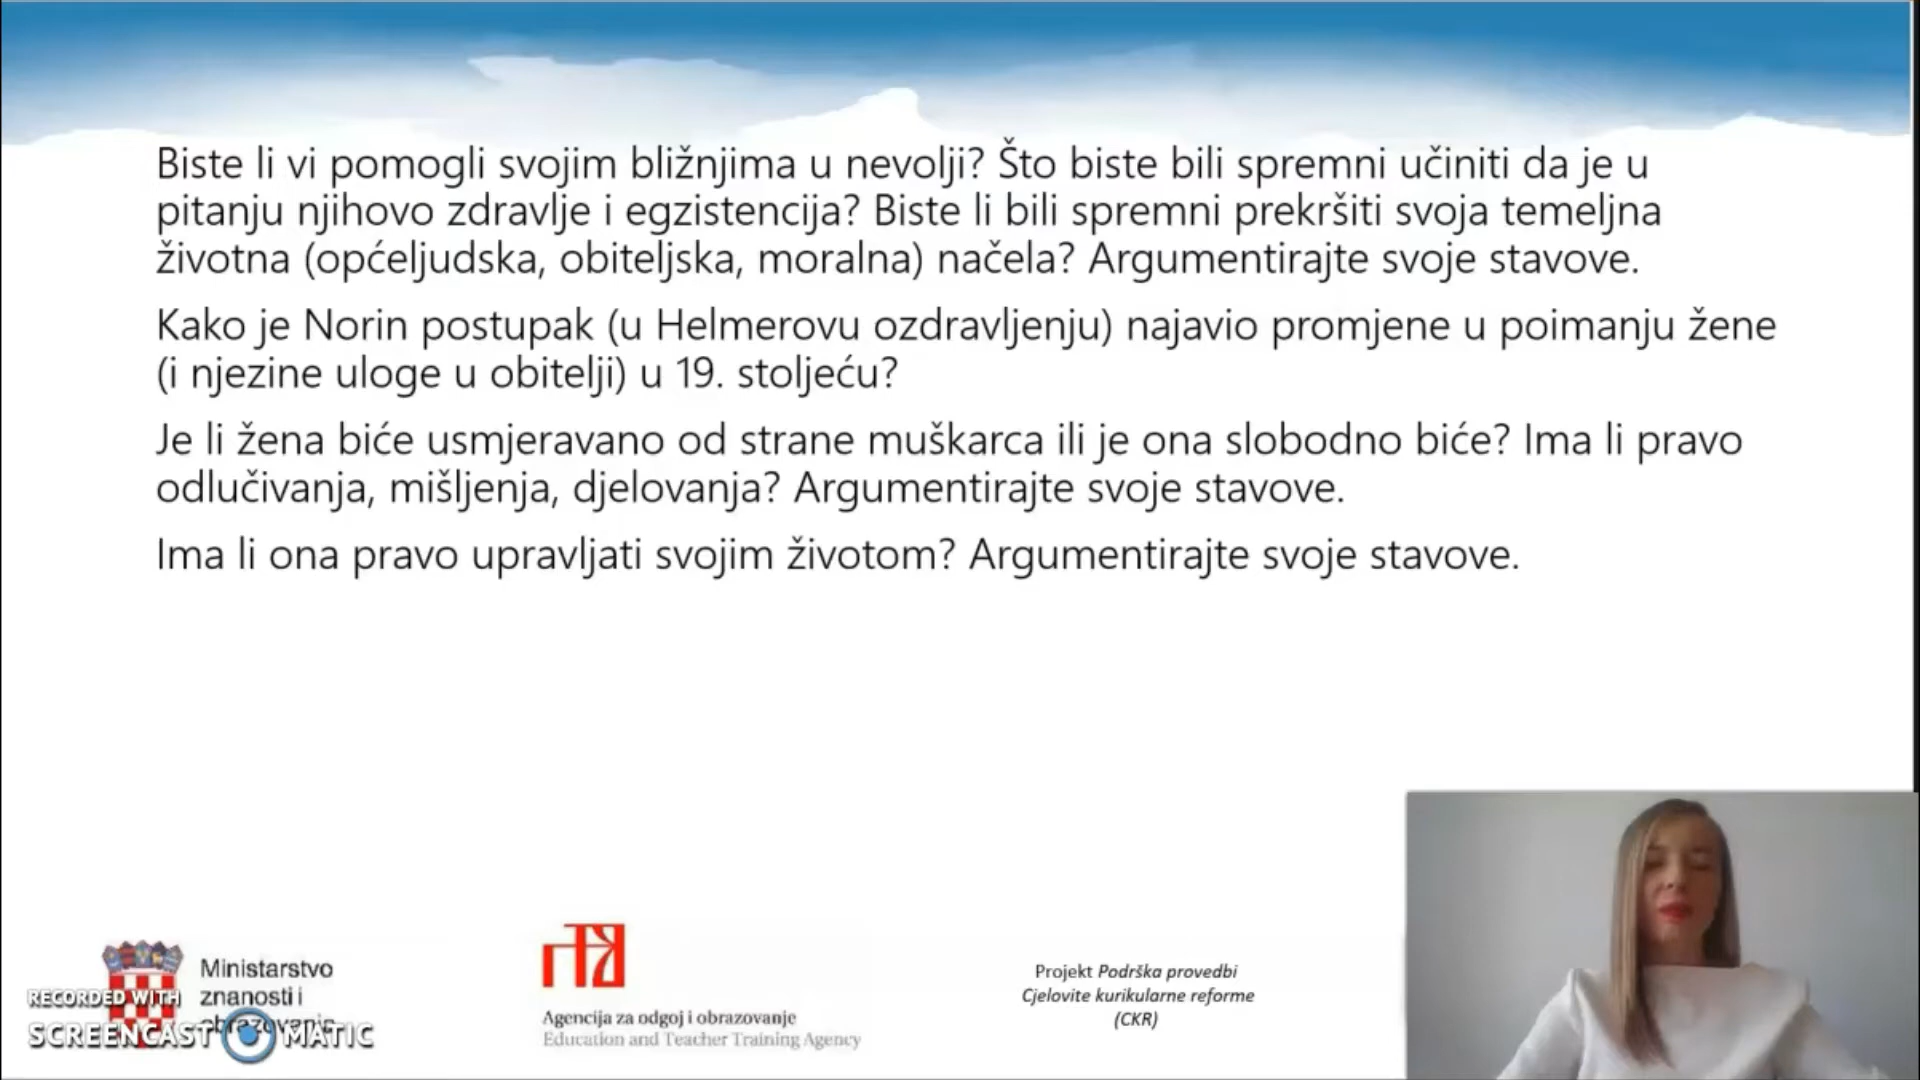 Biste li vi pomogli svojim bližnjima u nevolji? Što biste bili spremni učiniti da je u
pitanju njihovo zdravlje i egzistencija? Biste li bili spremni prekršiti svoja temeljna
životna (općeljudska, obiteljska, moralna) načela? Argumentirajte svoje stavove.
Kako je Norin postupak (u Helmerovu ozdravljenju) najavio promjene u poimanju žene
(i njezine uloge u obitelji) u 19. stoljeću?
Je li žena biće usmjeravano od strane muškarca ili je ona slobodno biće? Ima li pravo
odlučivanja, mišljenja, djelovanja? Argumentirajte svoje stavove.
Ima li ona pravo upravljati svojim životom? Argumentirajte svoje stavove.
Ministarstvo
znanosti i
obrazovanja
RECORDED WITH
SCREENCAST MATIC
Agencija za odgoj i obrazovanje
Education and Teacher Training Agency
Projekt Podrška provedbi
Cjelovite kurikularne reforme
(CKR)